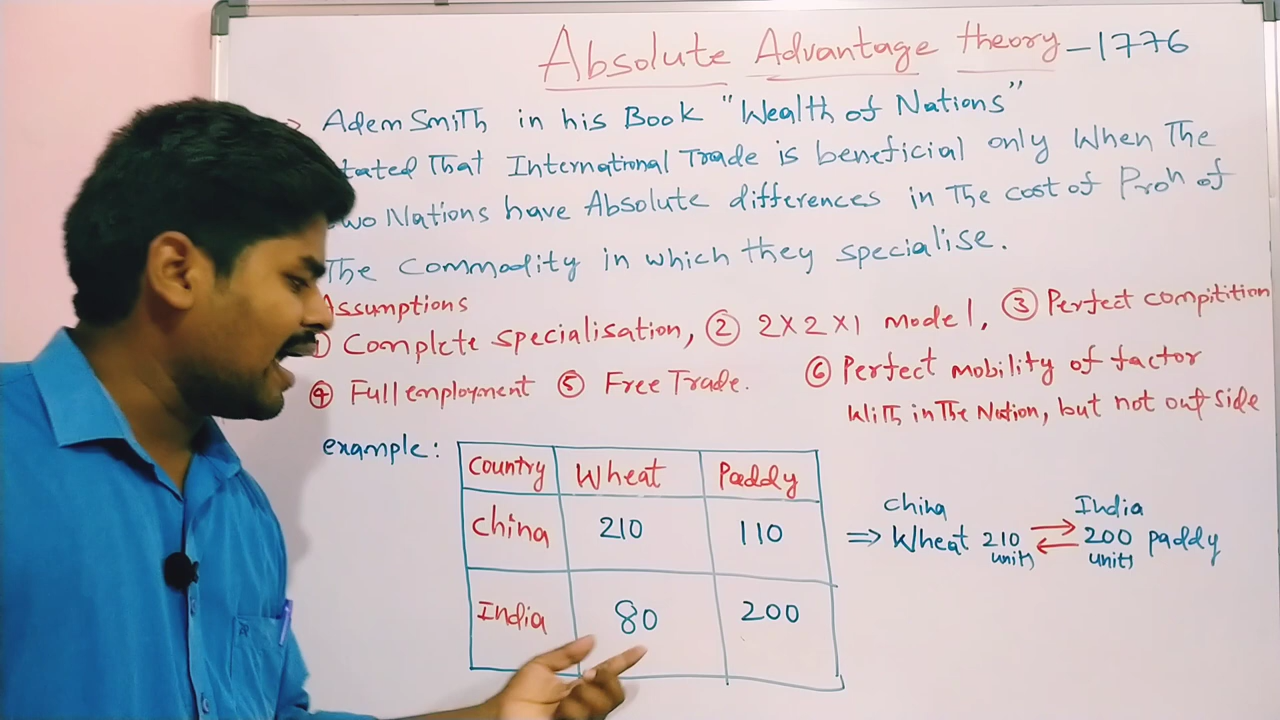 Absolute Advantage theory - 1776
Adem Smith in his Book "Wealth of Nations"
tated That International Trade is beneficial only When The
wo Nations have Absolute differences in The cost of Proⁿ of
The Commodity in which they specialise.
Assumptions
① Complete specialisation, ② 2x2x1 model, ③ Perfect compitition
④ Full employment ⑤ Free Trade. ⑥ Perfect mobility of factor
With in The Nation, but not out side
example:
Country Wheat Paddy
China 210 110
India 80 200
China India
⇒ Wheat 210 units ⇄ 200 units paddy